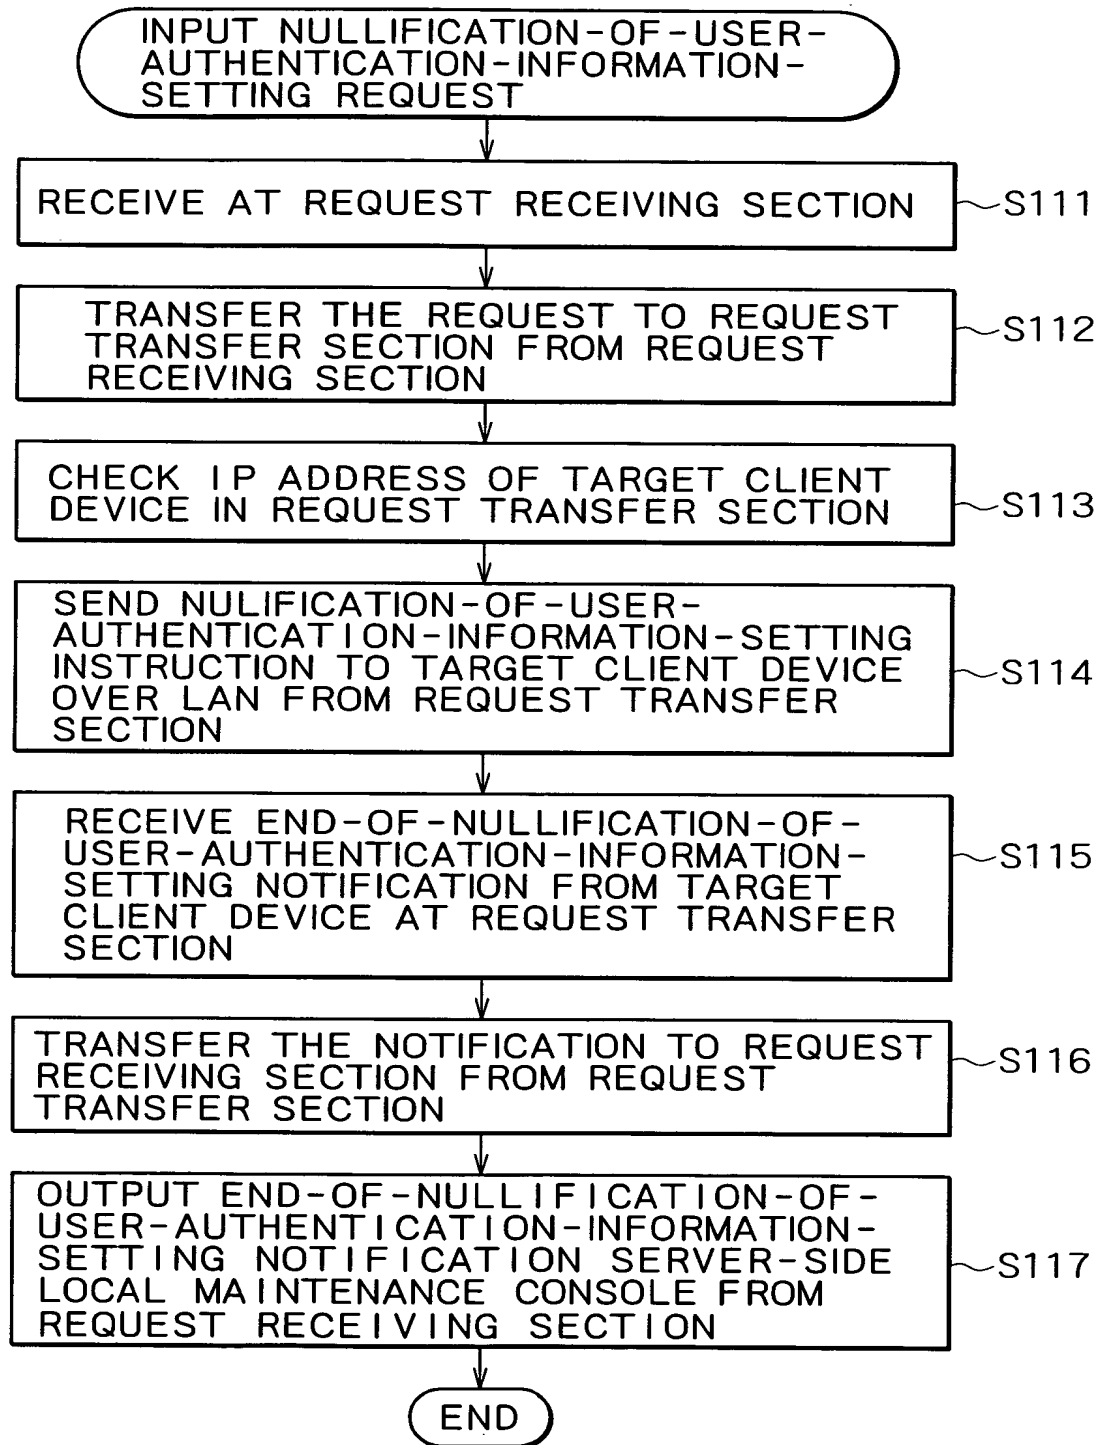 INPUT NULLIFICATION-OF-USER-
AUTHENTICATION-INFORMATION-
SETTING REQUEST
RECEIVE AT REQUEST RECEIVING SECTION
S111
TRANSFER THE REQUEST TO REQUEST
TRANSFER SECTION FROM REQUEST
RECEIVING SECTION
S112
CHECK IP ADDRESS OF TARGET CLIENT
DEVICE IN REQUEST TRANSFER SECTION
S113
SEND NULIFICATION-OF-USER-
AUTHENTICATION-INFORMATION-SETTING
INSTRUCTION TO TARGET CLIENT DEVICE
OVER LAN FROM REQUEST TRANSFER
SECTION
S114
RECEIVE END-OF-NULLIFICATION-OF-
USER-AUTHENTICATION-INFORMATION-
SETTING NOTIFICATION FROM TARGET
CLIENT DEVICE AT REQUEST TRANSFER
SECTION
S115
TRANSFER THE NOTIFICATION TO REQUEST
RECEIVING SECTION FROM REQUEST
TRANSFER SECTION
S116
OUTPUT END-OF-NULLIFICATION-OF-
USER-AUTHENTICATION-INFORMATION-
SETTING NOTIFICATION SERVER-SIDE
LOCAL MAINTENANCE CONSOLE FROM
REQUEST RECEIVING SECTION
S117
END